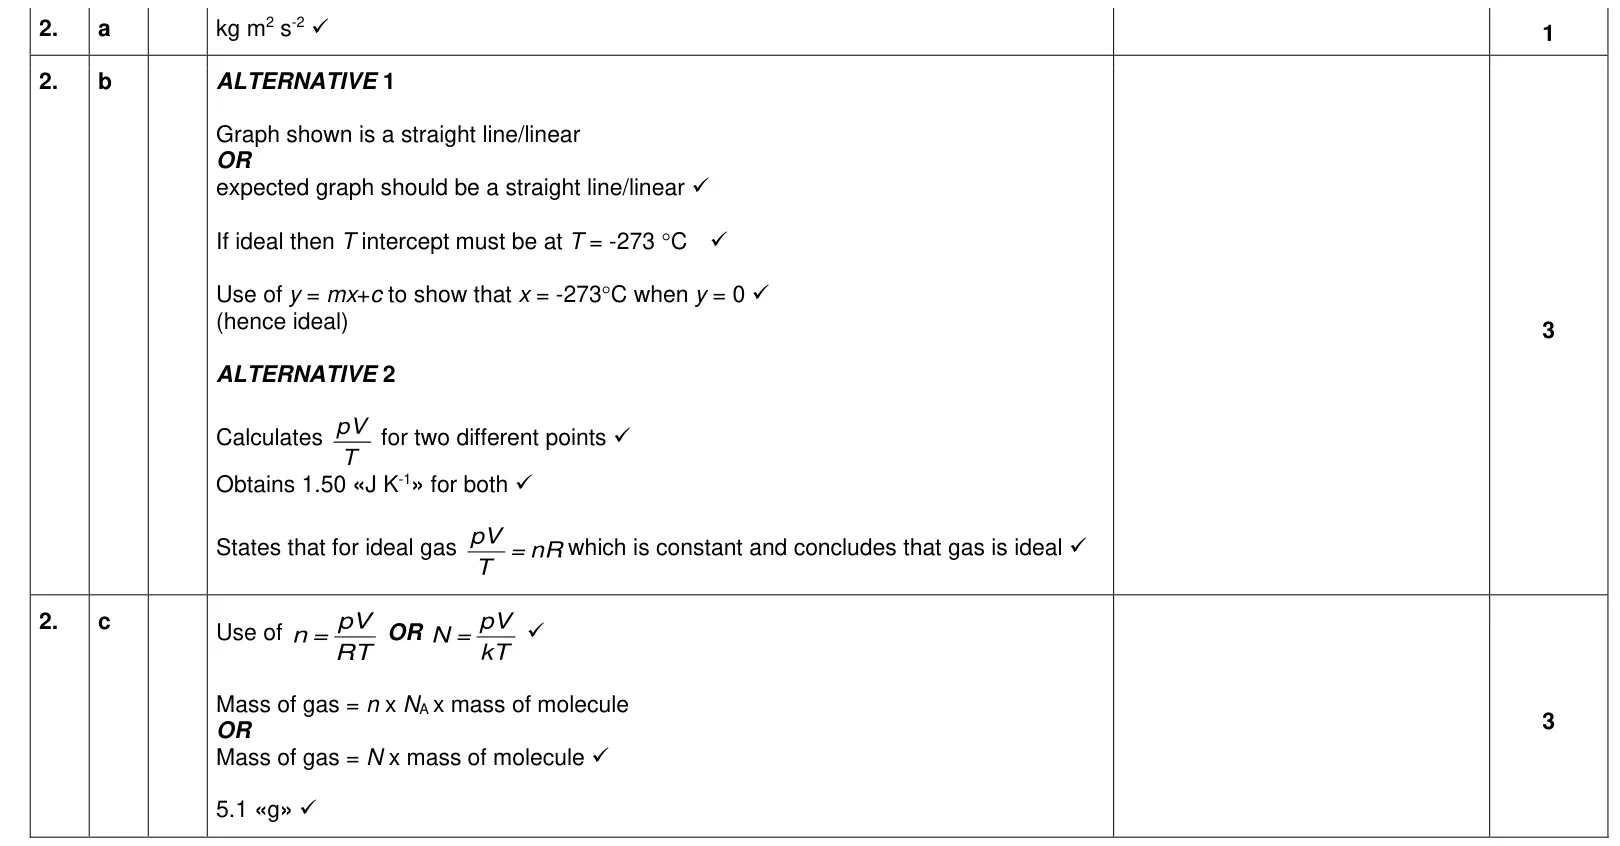 2. a kg m² s⁻² ✓ 1
2. b ALTERNATIVE 1
Graph shown is a straight line/linear
OR
expected graph should be a straight line/linear ✓
If ideal then T intercept must be at T = -273 °C ✓
Use of y = mx+c to show that x = -273°C when y = 0 ✓
(hence ideal)
3
ALTERNATIVE 2
Calculates pV/T for two different points ✓
Obtains 1.50 «J K⁻¹» for both ✓
States that for ideal gas pV/T = nR which is constant and concludes that gas is ideal ✓
2. c Use of n = pV/RT OR N = pV/kT ✓
Mass of gas = n x N_A x mass of molecule
OR
3
Mass of gas = N x mass of molecule ✓
5.1 «g» ✓